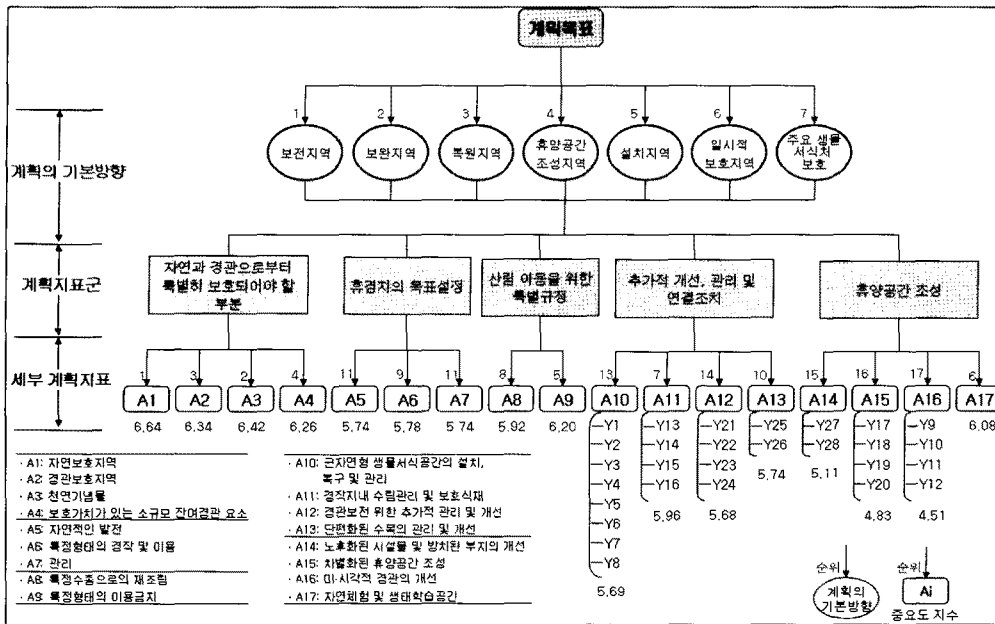 계획목표
1 2 3 4 5 6 7
보전지역 보완지역 복원지역 휴양공간 조성지역 설치지역 일시적 보호지역 주요 생물 서식처 보호
계획의 기본방향
계획지표군
자연과 경관으로부터 특별히 보호되어야 할 부분
휴경지의 목표설정
산림 이용을 위한 특별규정
추가적 개선, 관리 및 연결조치
휴양공간 조성
세부 계획지표
1 3 2 4 11 9 11 8 5 13 7 14 10 15 16 17 6
A1 A2 A3 A4 A5 A6 A7 A8 A9 A10 A11 A12 A13 A14 A15 A16 A17
6.64 6.34 6.42 6.26 5.74 5.78 5.74 5.92 6.20 6.08
Y1 Y13 Y21 Y25 Y27 Y17 Y9
Y2 Y14 Y22 Y26 Y28 Y18 Y10
Y3 Y15 Y23 Y19 Y11
Y4 Y16 Y24 Y20 Y12
Y5
Y6
Y7
Y8
5.74 5.11
5.96 5.68 4.83 4.51
5.69
· A1: 자연보호지역
· A2: 경관보호지역
· A3: 천연기념물
· A4: 보호가치가 있는 소규모 잔여경관 요소
· A5: 자연적인 발전
· A6: 특정형태의 경작 및 이용
· A7: 관리
· A8: 특정수종으로의 재조림
· A9: 특정형태의 이용금지
· A10: 근자연형 생물서식공간의 설치,
복구 및 관리
· A11: 경작지내 수림관리 및 보호식재
· A12: 경관보전 위한 추가적 관리 및 개선
· A13: 단편화된 수목의 관리 및 개선
· A14: 노후화된 시설물 및 방치된 부지의 개선
· A15: 차별화된 휴양공간 조성
· A16: 미·시각적 경관의 개선
· A17: 자연체험 및 생태학습공간
순위
계획의 기본방향
순위
Ai
중요도 지수